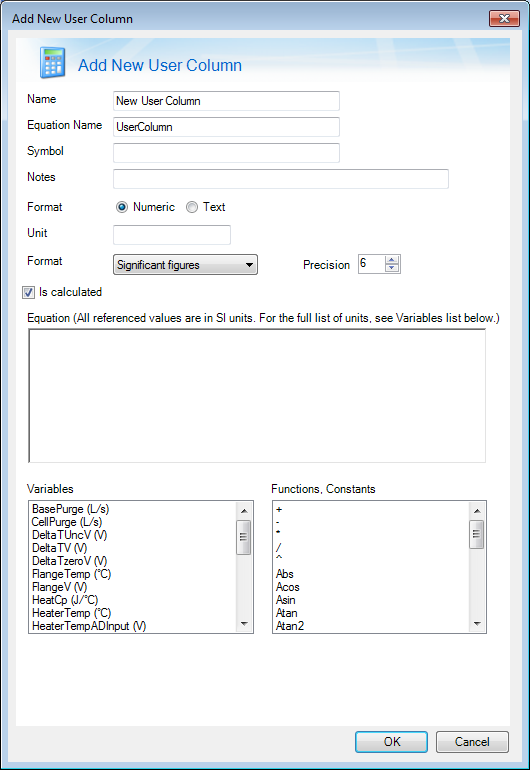 Add New User Column
Add New User Column
Name New User Column
Equation Name UserColumn
Symbol
Notes
Format Numeric Text
Unit
Format Significant figures Precision 6
Is calculated
Equation (All referenced values are in SI units. For the full list of units, see Variables list below.)
Variables
BasePurge (L/s)
CellPurge (L/s)
DeltaTUncV (V)
DeltaTV (V)
DeltaTzeroV (V)
FlangeTemp (°C)
FlangeV (V)
HeatCp (J/°C)
HeaterTemp (°C)
HeaterTempADInput (V)
Functions, Constants
+
-
*
/
^
Abs
Acos
Asin
Atan
Atan2
OK Cancel